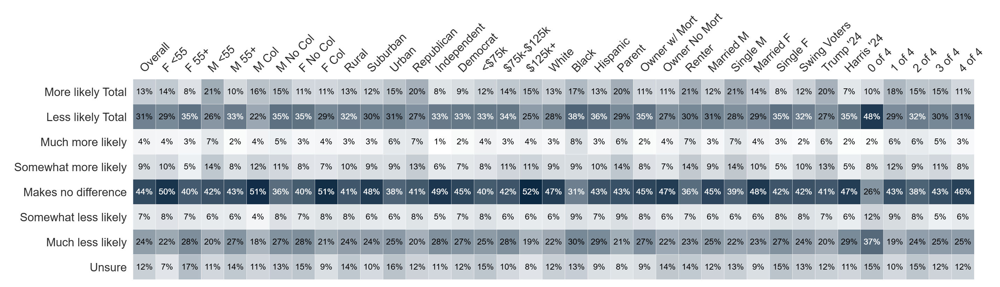 Overall F <55 F 55+ M <55 M 55+ M Col M No Col F No Col F Col Rural Suburban Urban Republican Independent Democrat <$75k $75k-$125k $125k+ White Black Hispanic Parent Owner w/ Mort Owner No Mort Renter Married M Single M Married F Single F Swing Voters Trump '24 Harris '24 0 of 4 1 of 4 2 of 4 3 of 4 4 of 4
More likely Total 13% 14% 8% 21% 10% 16% 15% 11% 11% 13% 12% 15% 20% 8% 9% 12% 14% 15% 13% 17% 13% 20% 11% 11% 21% 12% 21% 14% 8% 12% 20% 7% 10% 18% 15% 15% 11%
Less likely Total 31% 29% 35% 26% 33% 22% 35% 35% 29% 32% 30% 31% 27% 33% 33% 33% 34% 25% 28% 38% 36% 29% 35% 27% 30% 31% 28% 29% 35% 32% 27% 35% 48% 29% 32% 30% 31%
Much more likely 4% 4% 3% 7% 2% 4% 5% 3% 4% 3% 3% 6% 7% 1% 2% 4% 3% 4% 3% 8% 3% 6% 2% 4% 7% 3% 7% 4% 3% 2% 6% 2% 2% 6% 6% 5% 3%
Somewhat more likely 9% 10% 5% 14% 8% 12% 11% 8% 7% 10% 9% 9% 13% 6% 7% 8% 11% 11% 9% 9% 10% 14% 8% 7% 14% 9% 14% 10% 5% 10% 13% 5% 8% 12% 9% 11% 8%
Makes no difference 44% 50% 40% 42% 43% 51% 36% 40% 51% 41% 48% 38% 41% 49% 45% 40% 42% 52% 47% 31% 43% 43% 45% 47% 36% 45% 39% 48% 42% 42% 41% 47% 26% 43% 38% 43% 46%
Somewhat less likely 7% 8% 7% 6% 6% 4% 8% 7% 8% 8% 6% 6% 8% 5% 7% 8% 6% 6% 6% 9% 7% 9% 8% 6% 7% 6% 6% 6% 8% 8% 7% 6% 12% 9% 8% 5% 6%
Much less likely 24% 22% 28% 20% 27% 18% 27% 28% 21% 24% 24% 25% 20% 28% 27% 25% 28% 19% 22% 30% 29% 21% 27% 22% 23% 25% 22% 23% 27% 24% 20% 29% 37% 19% 24% 25% 25%
Unsure 12% 7% 17% 11% 14% 11% 13% 15% 9% 14% 10% 16% 12% 11% 12% 15% 10% 8% 12% 13% 9% 8% 9% 14% 14% 12% 13% 9% 15% 13% 12% 11% 15% 10% 15% 12% 12%